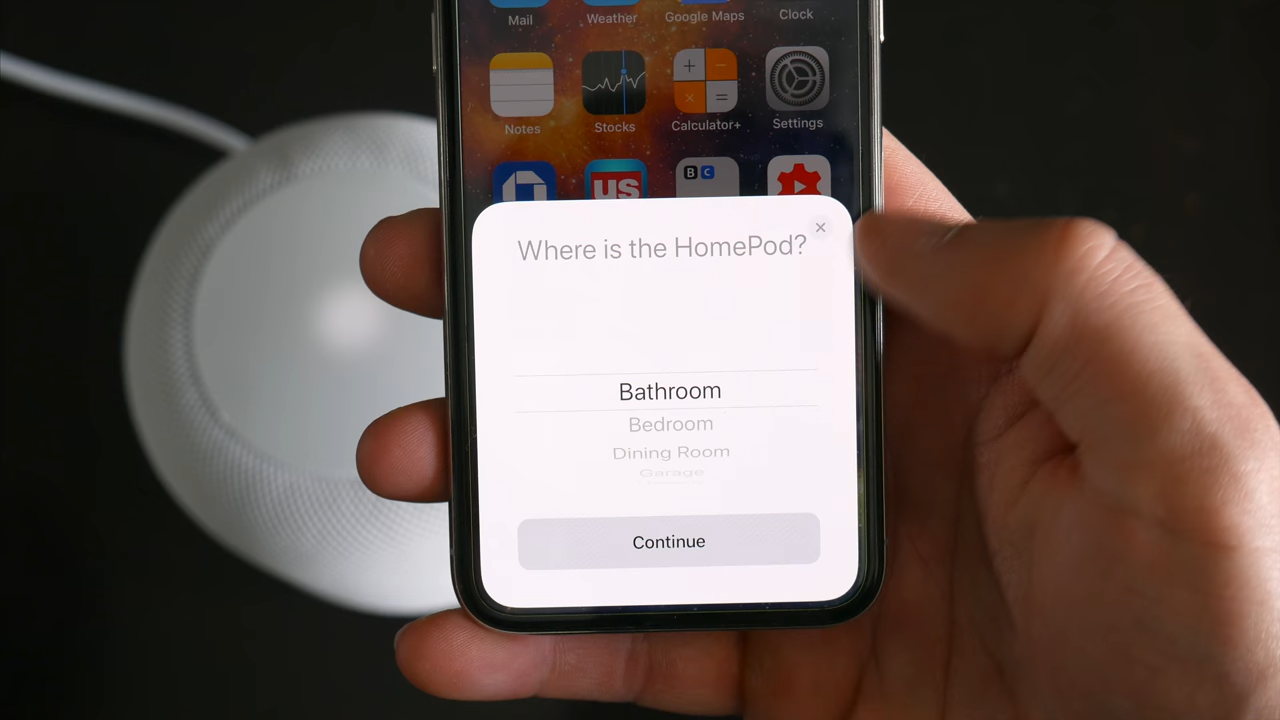 Mail
Weather
Google Maps
Clock
Notes
Stocks
Calculator+
Settings
B C
US
Where is the HomePod?
Bathroom
Bedroom
Dining Room
Garage
Continue